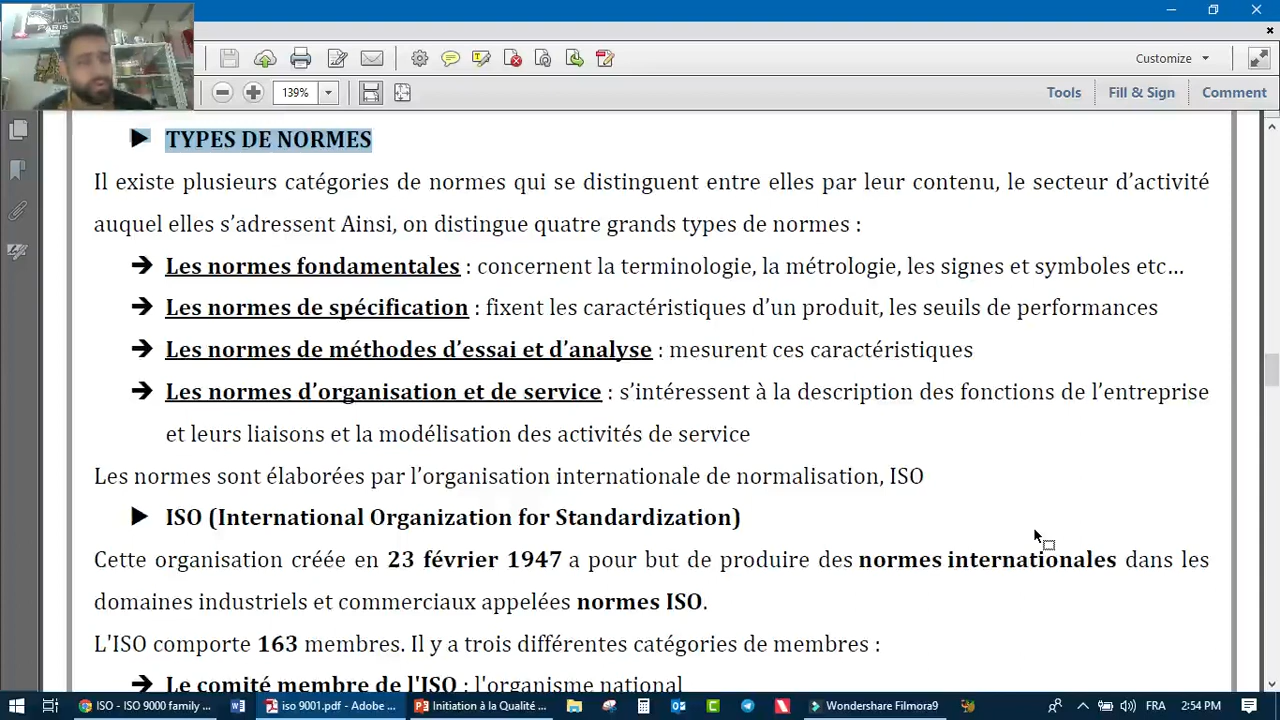 PARIS
Customize
139%
Tools
Fill & Sign
Comment
TYPES DE NORMES
Il existe plusieurs catégories de normes qui se distinguent entre elles par leur contenu, le secteur d’activité
auquel elles s’adressent Ainsi, on distingue quatre grands types de normes :
➔ Les normes fondamentales : concernent la terminologie, la métrologie, les signes et symboles etc…
➔ Les normes de spécification : fixent les caractéristiques d’un produit, les seuils de performances
➔ Les normes de méthodes d’essai et d’analyse : mesurent ces caractéristiques
➔ Les normes d’organisation et de service : s’intéressent à la description des fonctions de l’entreprise
et leurs liaisons et la modélisation des activités de service
Les normes sont élaborées par l’organisation internationale de normalisation, ISO
ISO (International Organization for Standardization)
Cette organisation créée en 23 février 1947 a pour but de produire des normes internationales dans les
domaines industriels et commerciaux appelées normes ISO.
L'ISO comporte 163 membres. Il y a trois différentes catégories de membres :
➔ Le comité membre de l'ISO : l'organisme national
ISO - ISO 9000 family ...
iso 9001.pdf - Adobe ...
Initiation à la Qualité ...
Wondershare Filmora9
FRA
2:54 PM